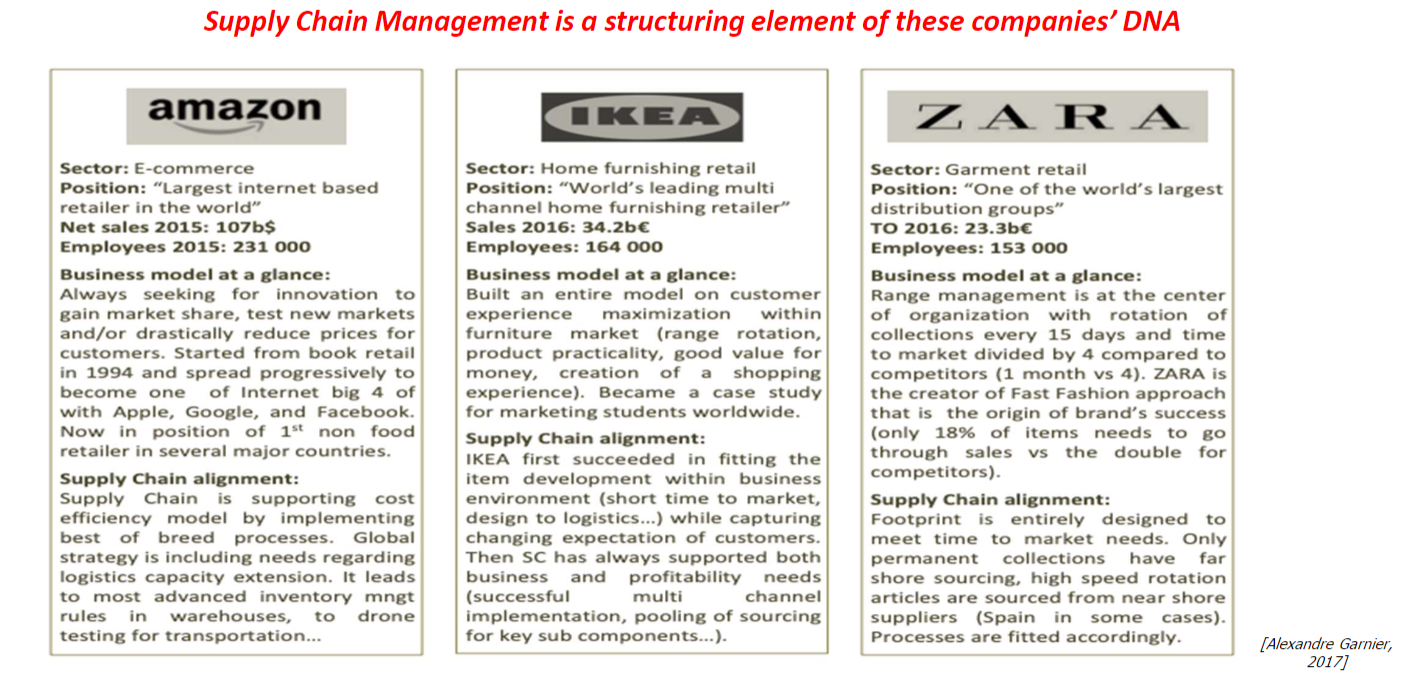 Supply Chain Management is a structuring element of these companies’ DNA
amazon
Sector: E-commerce
Position: “Largest internet based
retailer in the world”
Net sales 2015: 107b$
Employees 2015: 231 000
Business model at a glance:
Always seeking for innovation to
gain market share, test new markets
and/or drastically reduce prices for
customers. Started from book retail
in 1994 and spread progressively to
become one of Internet big 4 of
with Apple, Google, and Facebook.
Now in position of 1st non food
retailer in several major countries.
Supply Chain alignment:
Supply Chain is supporting cost
efficiency model by implementing
best of breed processes. Global
strategy is including needs regarding
logistics capacity extension. It leads
to most advanced inventory mngt
rules in warehouses, to drone
testing for transportation...
IKEA
Sector: Home furnishing retail
Position: “World’s leading multi
channel home furnishing retailer”
Sales 2016: 34.2b€
Employees: 164 000
Business model at a glance:
Built an entire model on customer
experience maximization within
furniture market (range rotation,
product practicality, good value for
money, creation of a shopping
experience). Became a case study
for marketing students worldwide.
Supply Chain alignment:
IKEA first succeeded in fitting the
item development within business
environment (short time to market,
design to logistics...) while capturing
changing expectation of customers.
Then SC has always supported both
business and profitability needs
(successful multi channel
implementation, pooling of sourcing
for key sub components...).
ZARA
Sector: Garment retail
Position: “One of the world’s largest
distribution groups”
TO 2016: 23.3b€
Employees: 153 000
Business model at a glance:
Range management is at the center
of organization with rotation of
collections every 15 days and time
to market divided by 4 compared to
competitors (1 month vs 4). ZARA is
the creator of Fast Fashion approach
that is the origin of brand’s success
(only 18% of items needs to go
through sales vs the double for
competitors).
Supply Chain alignment:
Footprint is entirely designed to
meet time to market needs. Only
permanent collections have far
shore sourcing, high speed rotation
articles are sourced from near shore
suppliers (Spain in some cases).
Processes are fitted accordingly.
[Alexandre Garnier,
2017]